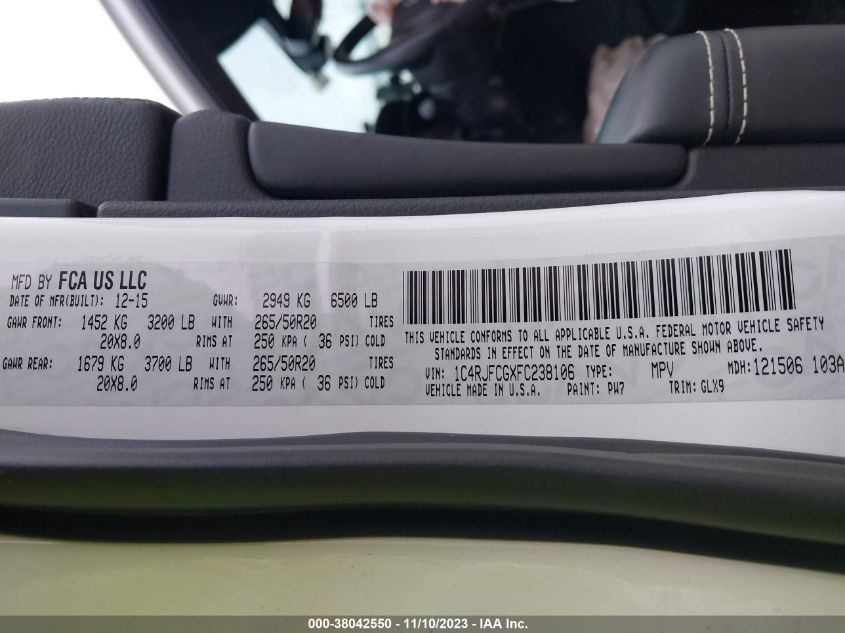 MFD BY FCA US LLC
DATE OF MFR(BUILT): 12-15 GVWR: 2949 KG 6500 LB
GAWR FRONT: 1452 KG 3200 LB WITH 265/50R20 TIRES
20X8.0 RIMS AT 250 KPA ( 36 PSI) COLD
GAWR REAR: 1679 KG 3700 LB WITH 265/50R20 TIRES
20X8.0 RIMS AT 250 KPA ( 36 PSI) COLD
THIS VEHICLE CONFORMS TO ALL APPLICABLE U.S.A. FEDERAL MOTOR VEHICLE SAFETY
STANDARDS IN EFFECT ON THE DATE OF MANUFACTURE SHOWN ABOVE.
VIN: 1C4RJFCGXFC238106 TYPE: MPV MDH:121506 103A
VEHICLE MADE IN U.S.A. PAINT: PW7 TRIM: GLX9
000-38042550 - 11/10/2023 - IAA Inc.